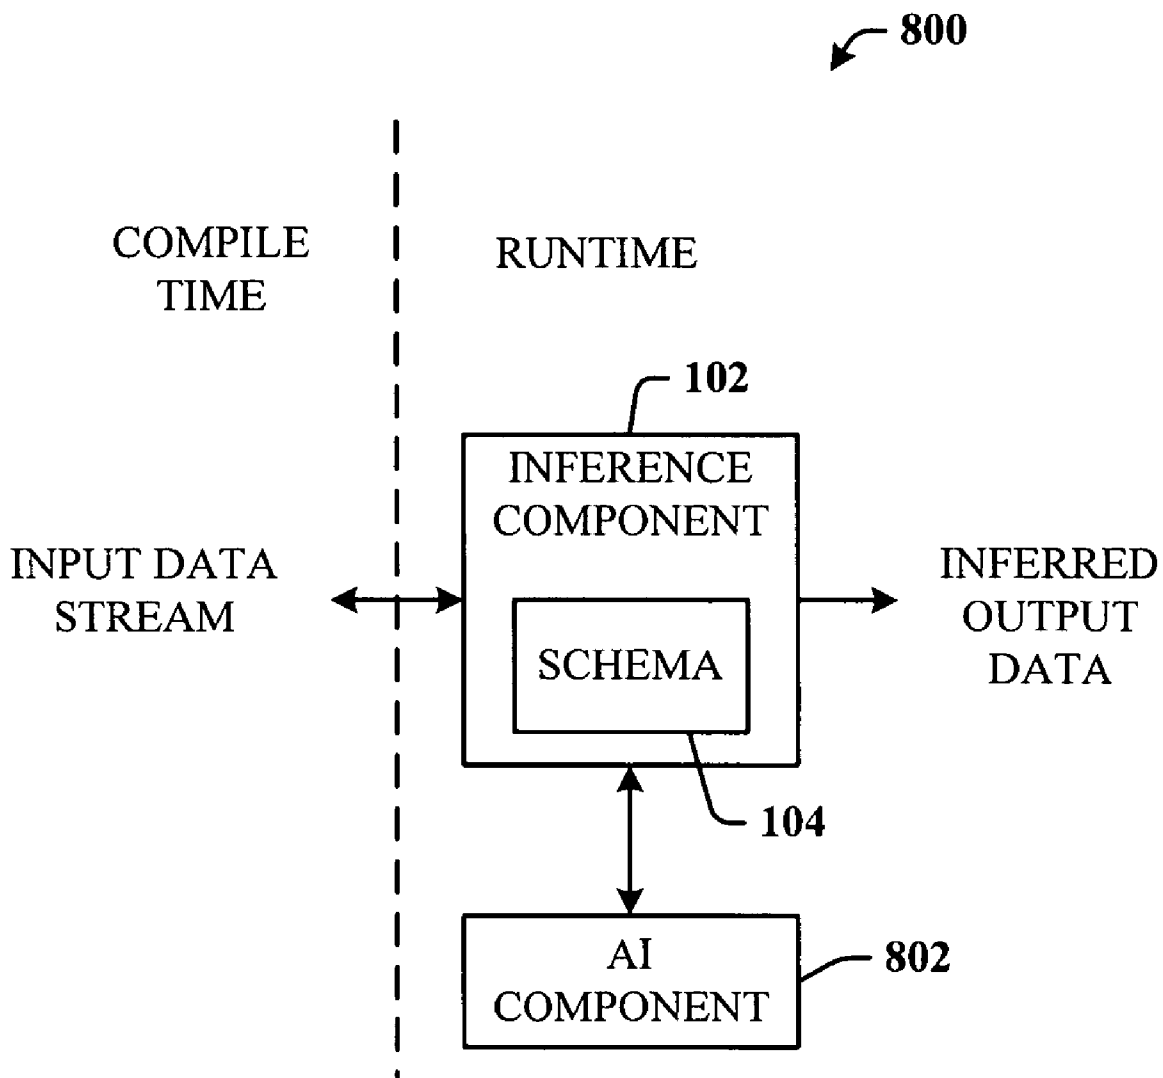 800
COMPILE
TIME
RUNTIME
102
INFERENCE
COMPONENT
INPUT DATA
STREAM
INFERRED
OUTPUT
DATA
SCHEMA
104
AI
COMPONENT
802